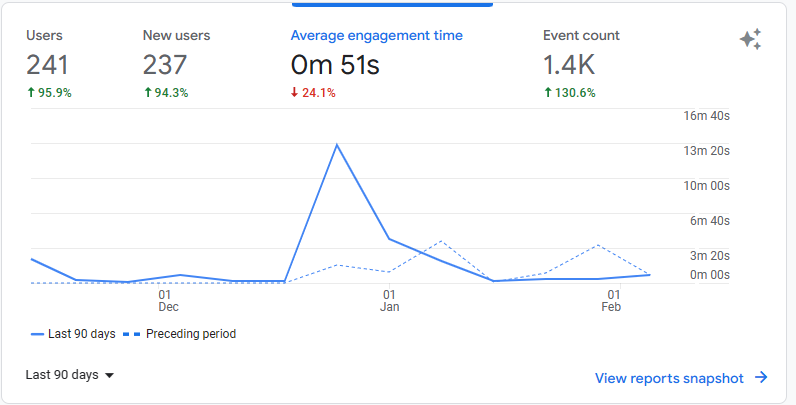 Users New users Average engagement time Event count
241 237 0m 51s 1.4K
↑ 95.9% ↑ 94.3% ↓ 24.1% ↑ 130.6%
16m 40s
13m 20s
10m 00s
6m 40s
3m 20s
0m 00s
01 01 01
Dec Jan Feb
Last 90 days Preceding period
Last 90 days
View reports snapshot